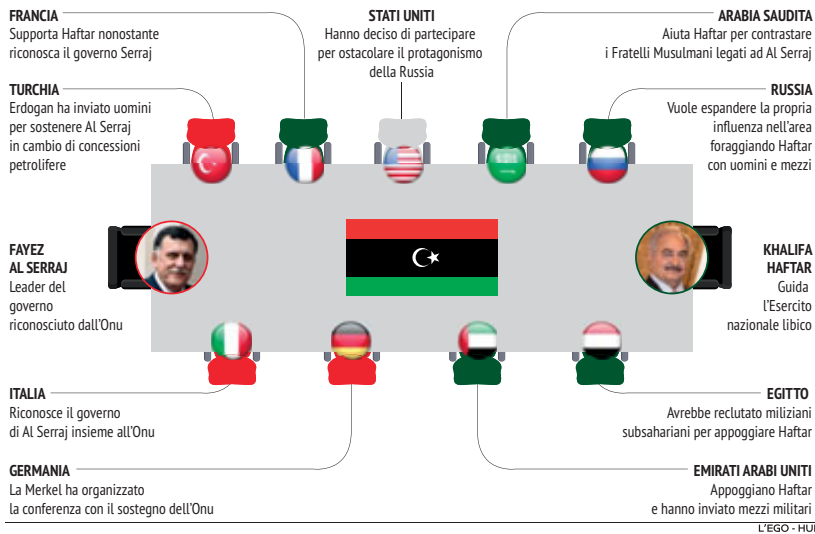 FRANCIA
Supporta Haftar nonostante
riconosca il governo Serraj
STATI UNITI
Hanno deciso di partecipare
per ostacolare il protagonismo
della Russia
ARABIA SAUDITA
Aiuta Haftar per contrastare
i Fratelli Musulmani legati ad Al Serraj
TURCHIA
Erdogan ha inviato uomini
per sostenere Al Serraj
in cambio di concessioni
petrolifere
RUSSIA
Vuole espandere la propria
influenza nell'area
foraggiando Haftar
con uomini e mezzi
FAYEZ
AL SERRAJ
Leader del
governo
riconosciuto dall'Onu
KHALIFA
HAFTAR
Guida
l'Esercito
nazionale libico
ITALIA
Riconosce il governo
di Al Serraj insieme all'Onu
EGITTO
Avrebbe reclutato miliziani
subsahariani per appoggiare Haftar
GERMANIA
La Merkel ha organizzato
la conferenza con il sostegno dell'Onu
EMIRATI ARABI UNITI
Appoggiano Haftar
e hanno inviato mezzi militari
L'EGO - HUB